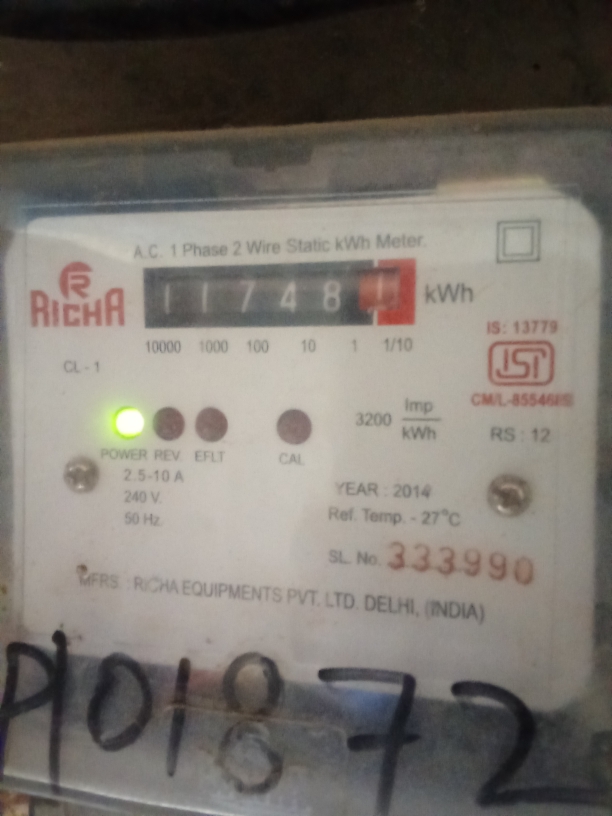 A.C. 1 Phase 2 Wire Static kWh Meter.
RICHA
11748 kWh
10000 1000 100 10 1 1/10
IS: 13779
ISI
CL - 1
CM/L-
3200 Imp/kWh
RS : 12
POWER REV. EFLT CAL
2.5-10 A
240 V.
50 Hz.
YEAR : 2014
Ref. Temp. - 27°C
SL. No. 333990
MFRS. : RICHA EQUIPMENTS PVT. LTD. DELHI, (INDIA)
P/01872